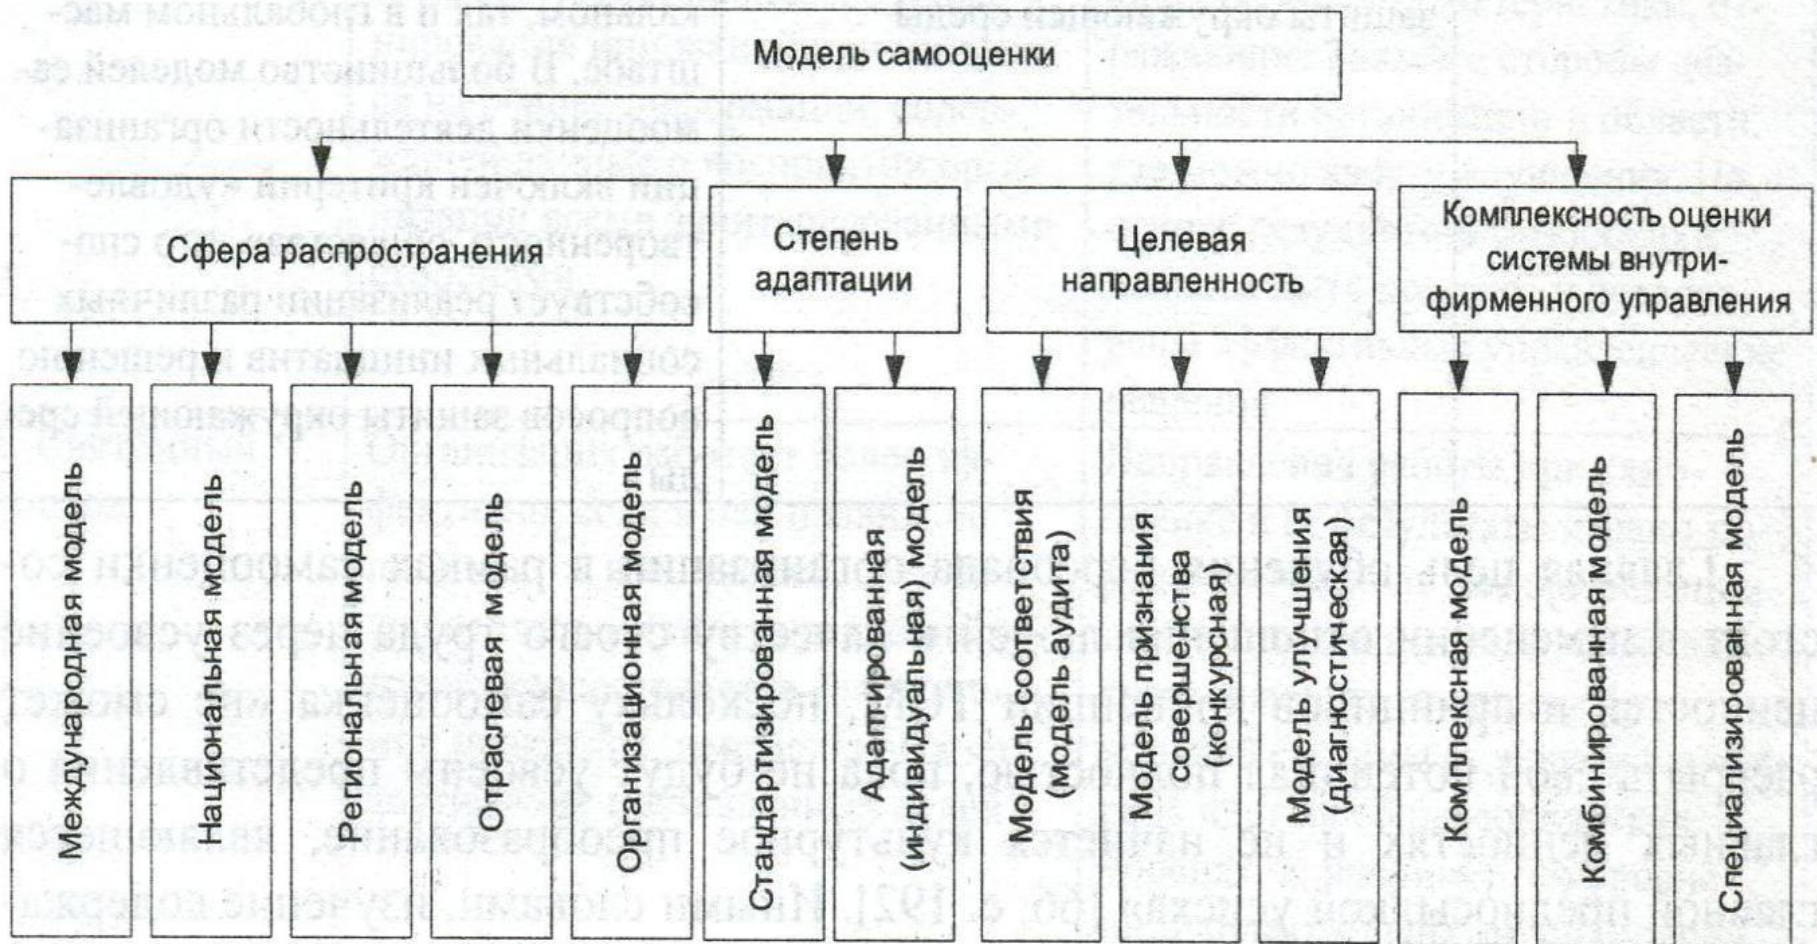 Модель самооценки
Сфера распространения
Степень
адаптации
Целевая
направленность
Комплексность оценки
системы внутри-
фирменного управления
Международная модель
Национальная модель
Региональная модель
Отраслевая модель
Организационная модель
Стандартизированная модель
Адаптированная
(индивидуальная) модель
Модель соответствия
(модель аудита)
Модель признания
совершенства
(конкурсная)
Модель улучшения
(диагностическая)
Комплексная модель
Комбинированная модель
Специализированная модель